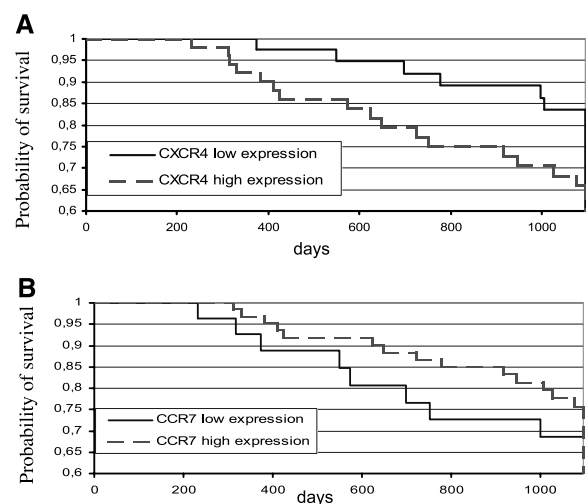 A
Probability of survival
1
0,95
0,9
0,85
0,8
0,75
0,7
0,65
0,6
CXCR4 low expression
CXCR4 high expression
0 200 400 600 800 1000
days
B
Probability of survival
1
0,95
0,9
0,85
0,8
0,75
0,7
0,65
0,6
CCR7 low expression
CCR7 high expression
0 200 400 600 800 1000
days